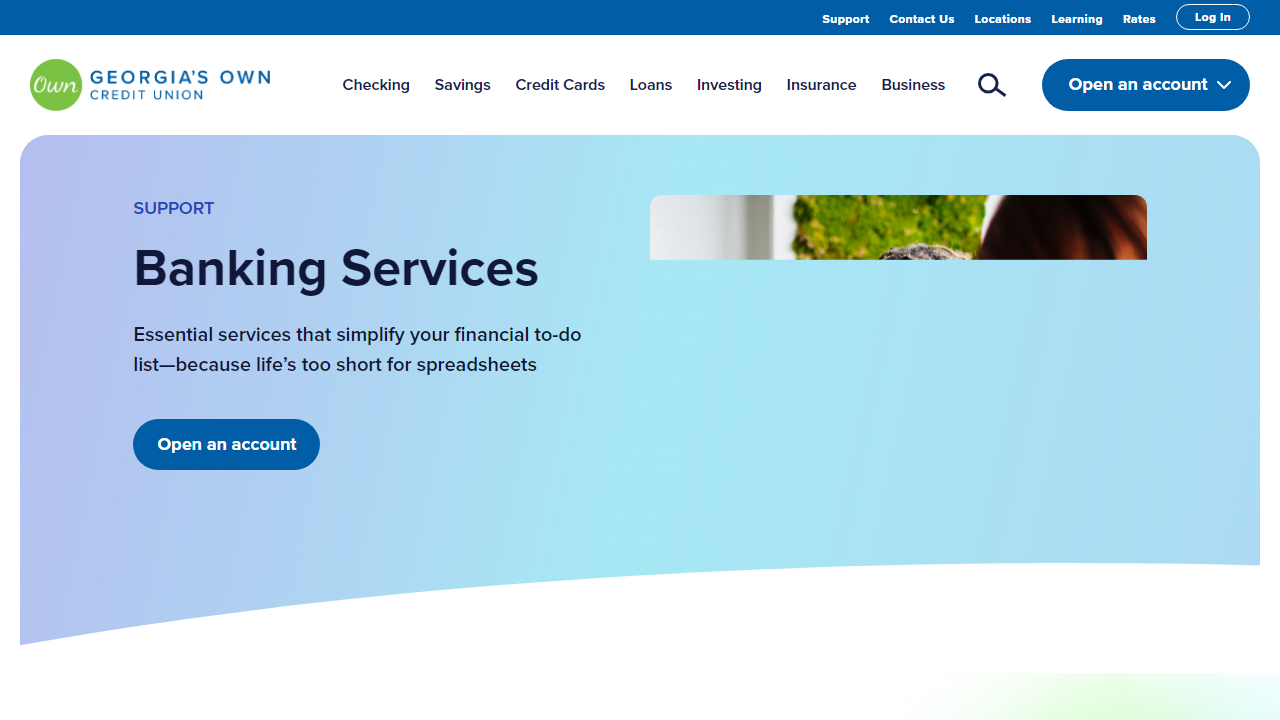 Support Contact Us Locations Learning Rates Log In
Own GEORGIA'S OWN
CREDIT UNION
Checking Savings Credit Cards Loans Investing Insurance Business
Open an account
SUPPORT
Banking Services
Essential services that simplify your financial to-do
list—because life’s too short for spreadsheets
Open an account